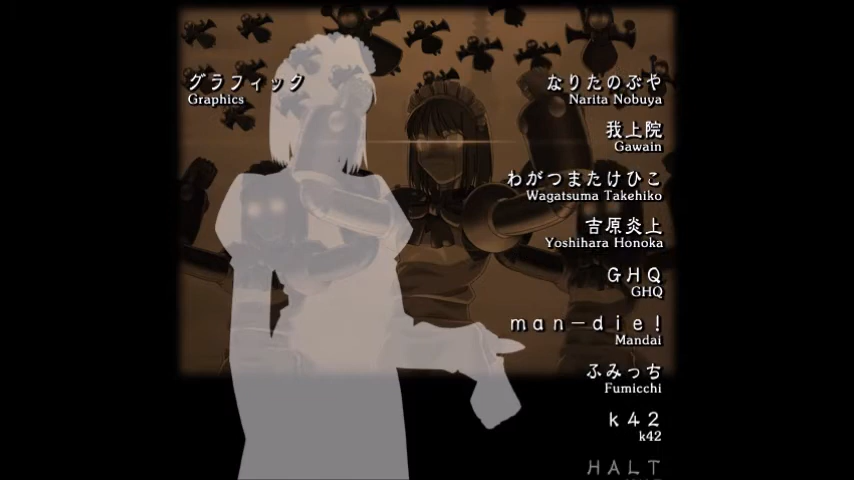 グラフィック
Graphics
なりたのぶや
Narita Nobuya
我上院
Gawain
わがつまたけひこ
Wagatsuma Takehiko
吉原炎上
Yoshihara Honoka
ＧＨＱ
GHQ
ｍａｎ－ｄｉｅ！
Mandai
ふみっち
Fumicchi
ｋ４２
k42
ＨＡＬＴ